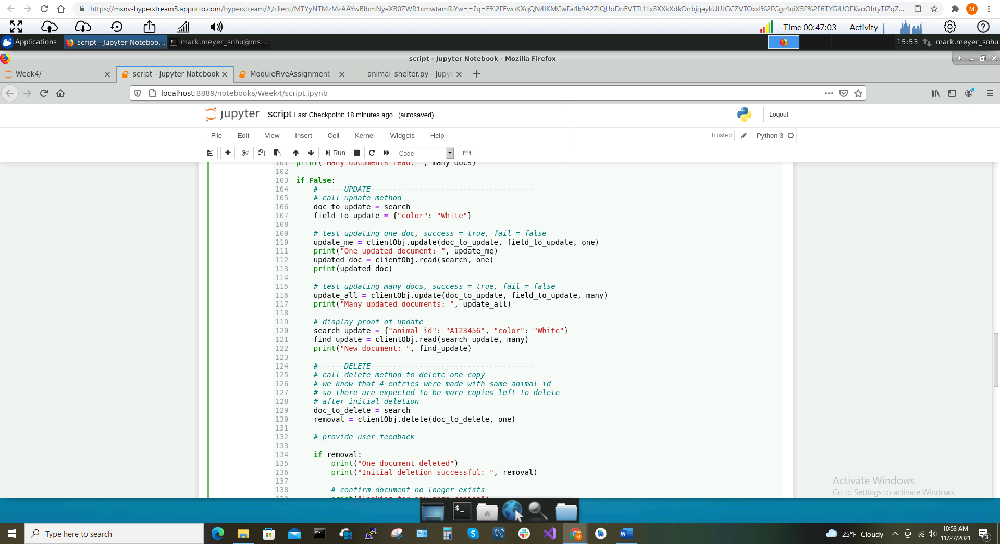 https://msnv-hyperstream3.apporto.com/hyperstream/#/client/
Time 00:47:03
Activity
Applications
script - Jupyter Noteboo...
mark.meyer_snhu@ms...
15:53
mark.meyer_snhu
script - Jupyter Notebook - Mozilla Firefox
Week4/
script - Jupyter Notebook
ModuleFiveAssignment -
animal_shelter.py - Jupyt
localhost:8889/notebooks/Week4/script.ipynb
jupyter script Last Checkpoint: 18 minutes ago (autosaved)
Logout
File Edit View Insert Cell Kernel Widgets Help
Trusted
Python 3
Run
Code
101 print("Many documents read: ", many_docs)
102
103 if False:
104 #------UPDATE-------------------------------------
105 # call update method
106 doc_to_update = search
107 field_to_update = {"color": "White"}
108
109 # test updating one doc, success = true, fail = false
110 update_me = clientObj.update(doc_to_update, field_to_update, one)
111 print("One updated document: ", update_me)
112 updated_doc = clientObj.read(search, one)
113 print(updated_doc)
114
115 # test updating many docs, success = true, fail = false
116 update_all = clientObj.update(doc_to_update, field_to_update, many)
117 print("Many updated documents: ", update_all)
118
119 # display proof of update
120 search_update = {"animal_id": "A123456", "color": "White"}
121 find_update = clientObj.read(search_update, many)
122 print("New document: ", find_update)
123
124 #------DELETE-------------------------------------
125 # call delete method to delete one copy
126 # we know that 4 entries were made with same animal_id
127 # so there are expected to be more copies left to delete
128 # after initial deletion
129 doc_to_delete = search
130 removal = clientObj.delete(doc_to_delete, one)
131
132 # provide user feedback
133
134 if removal:
135 print("One document deleted")
136 print("Initial deletion successful: ", removal)
137
138 # confirm document no longer exists
Activate Windows
Go to Settings to activate Windows.
Type here to search
25°F Cloudy
10:53 AM
11/27/2021
3